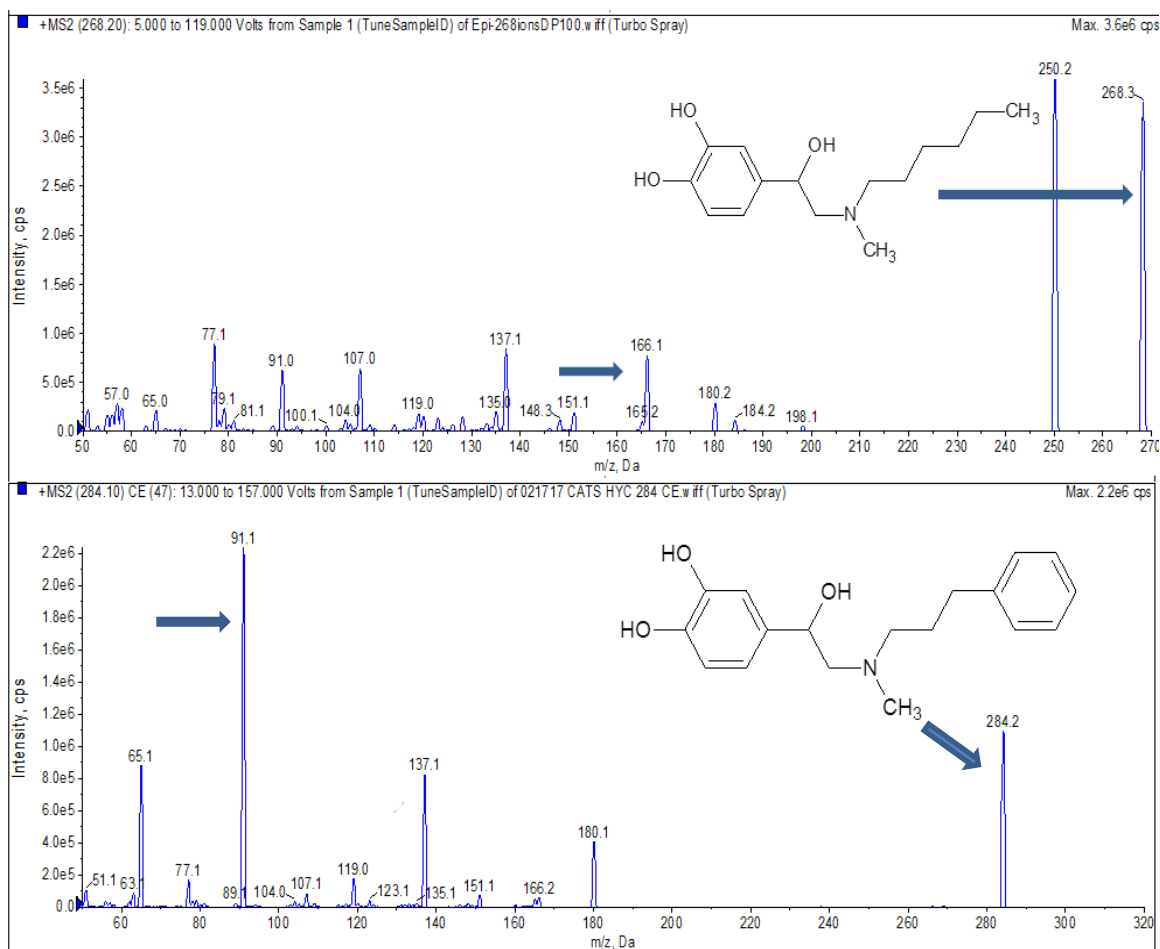 +MS2 (268.20): 5.000 to 119.000 Volts from Sample 1 (TuneSampleID) of Epi-268ionsDP100.wiff (Turbo Spray)
Max. 3.6e6 cps
250.2
268.3
3.5e6
3.0e6
2.5e6
2.0e6
1.5e6
1.0e6
5.0e5
0.0
Intensity, cps
HO
HO
OH
N
CH3
CH3
57.0
65.0
77.1
79.1
81.1
91.0
100.1
104.0
107.0
119.0
135.0
137.1
148.3
151.1
165.2
166.1
180.2
184.2
198.1
50 60 70 80 90 100 110 120 130 140 150 160 170 180 190 200 210 220 230 240 250 260 270
m/z, Da
+MS2 (284.10) CE (47): 13.000 to 157.000 Volts from Sample 1 (TuneSampleID) of 021717 CATS HYC 284 CE.wiff (Turbo Spray)
Max. 2.2e6 cps
2.2e6
2.0e6
1.8e6
1.6e6
1.4e6
1.2e6
1.0e6
8.0e5
6.0e5
4.0e5
2.0e5
0.0
Intensity, cps
HO
HO
OH
N
CH3
51.1
63.1
65.1
77.1
89.1
91.1
104.0
107.1
119.0
123.1
135.1
137.1
151.1
166.2
180.1
284.2
60 80 100 120 140 160 180 200 220 240 260 280 300 320
m/z, Da